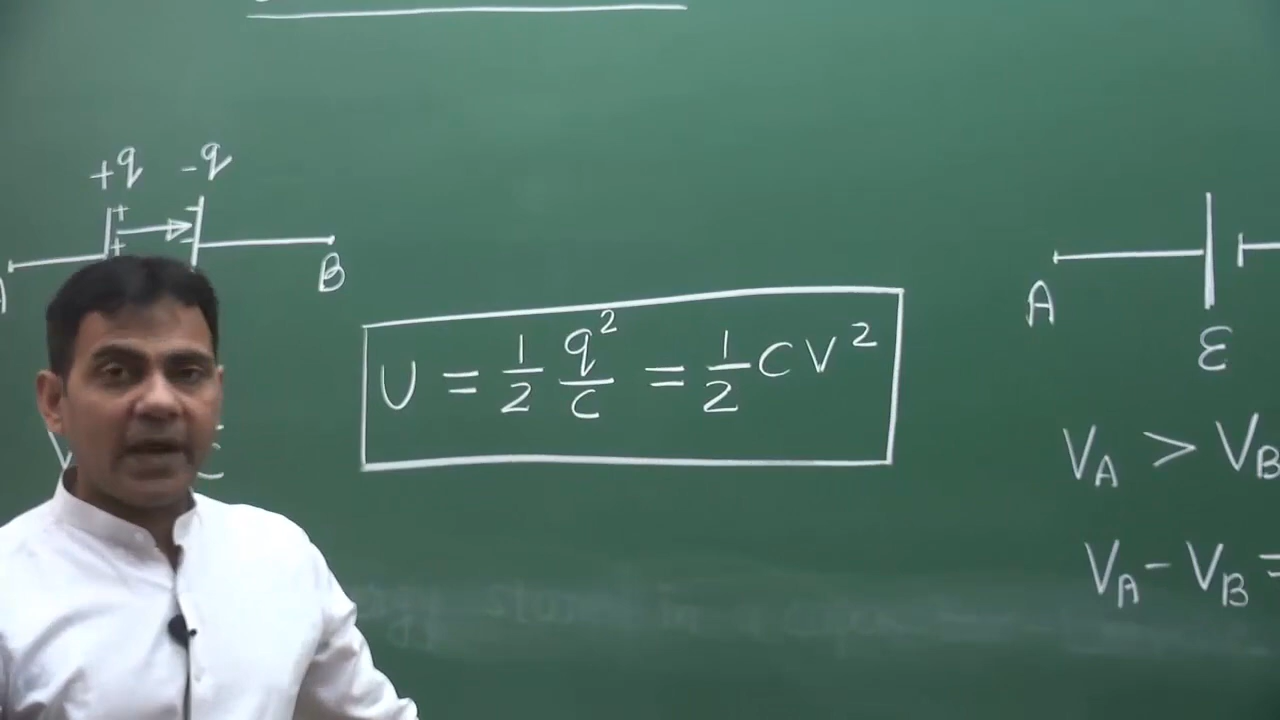 +q -q
+ -
+ -
A B
U = 1/2 q²/C = 1/2 CV²
A
ε
V_A > V_B
V_A - V_B =